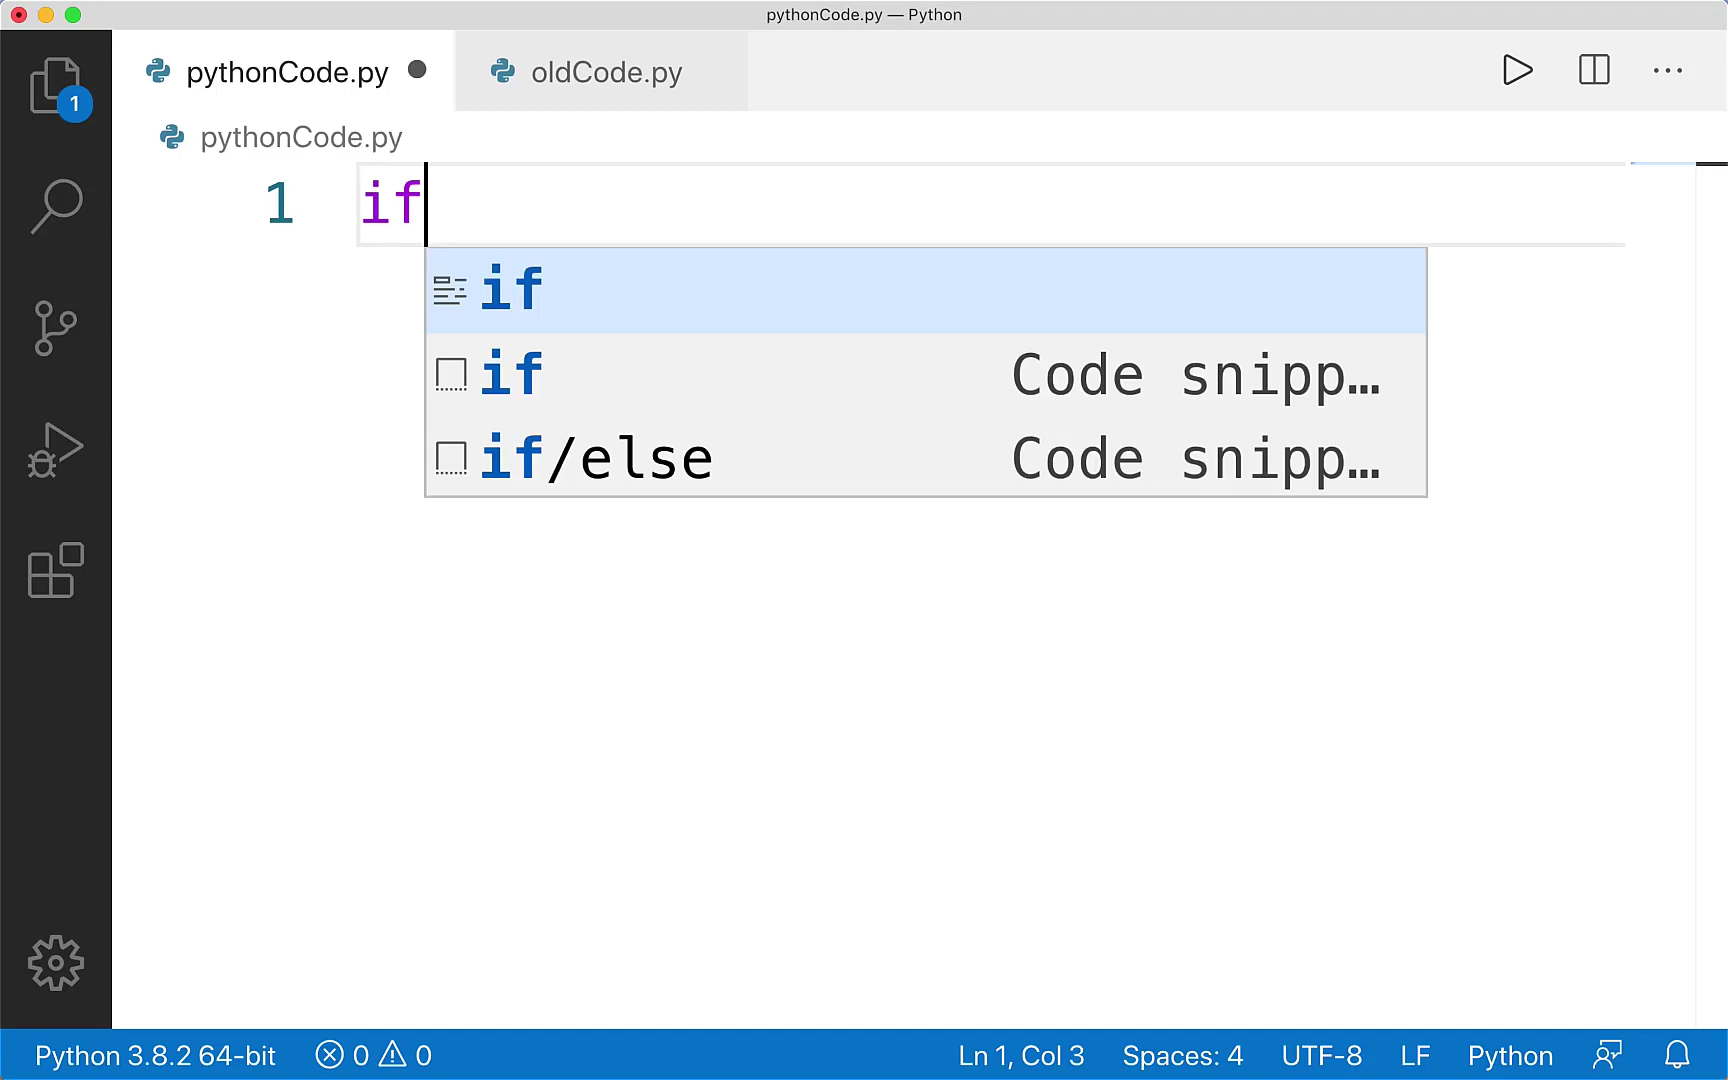 pythonCode.py — Python
pythonCode.py oldCode.py
1
pythonCode.py
1 if
if
if Code snipp…
if/else Code snipp…
Python 3.8.2 64-bit 0 0 Ln 1, Col 3 Spaces: 4 UTF-8 LF Python